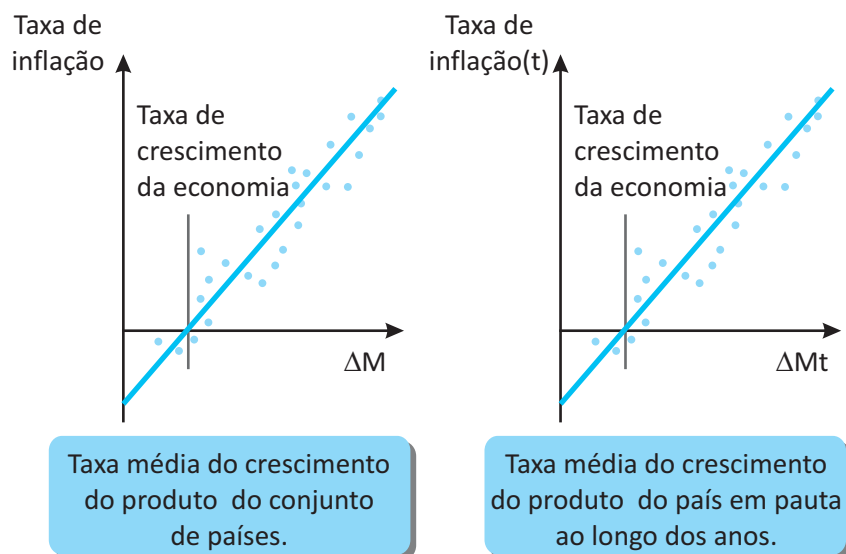 Taxa de
inflação
Taxa de
crescimento
da economia
ΔM
Taxa média do crescimento
do produto do conjunto
de países.
Taxa de
inflação(t)
Taxa de
crescimento
da economia
ΔMt
Taxa média do crescimento
do produto do país em pauta
ao longo dos anos.